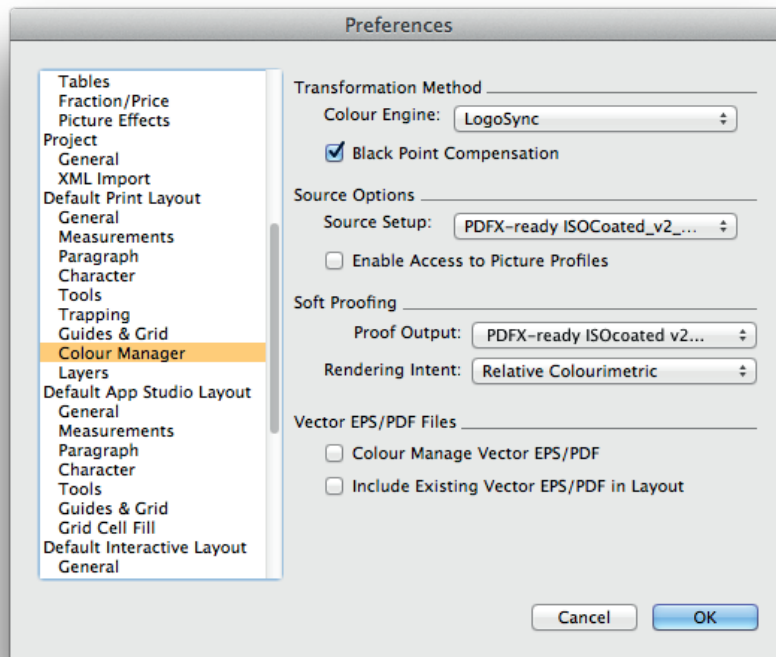 Preferences
Tables
Fraction/Price
Picture Effects
Project
General
XML Import
Default Print Layout
General
Measurements
Paragraph
Character
Tools
Trapping
Guides & Grid
Colour Manager
Layers
Default App Studio Layout
General
Measurements
Paragraph
Character
Tools
Guides & Grid
Grid Cell Fill
Default Interactive Layout
General
Transformation Method
Colour Engine: LogoSync
Black Point Compensation
Source Options
Source Setup: PDFX-ready ISOCoated_v2_...
Enable Access to Picture Profiles
Soft Proofing
Proof Output: PDFX-ready ISOcoated v2...
Rendering Intent: Relative Colourimetric
Vector EPS/PDF Files
Colour Manage Vector EPS/PDF
Include Existing Vector EPS/PDF in Layout
Cancel OK